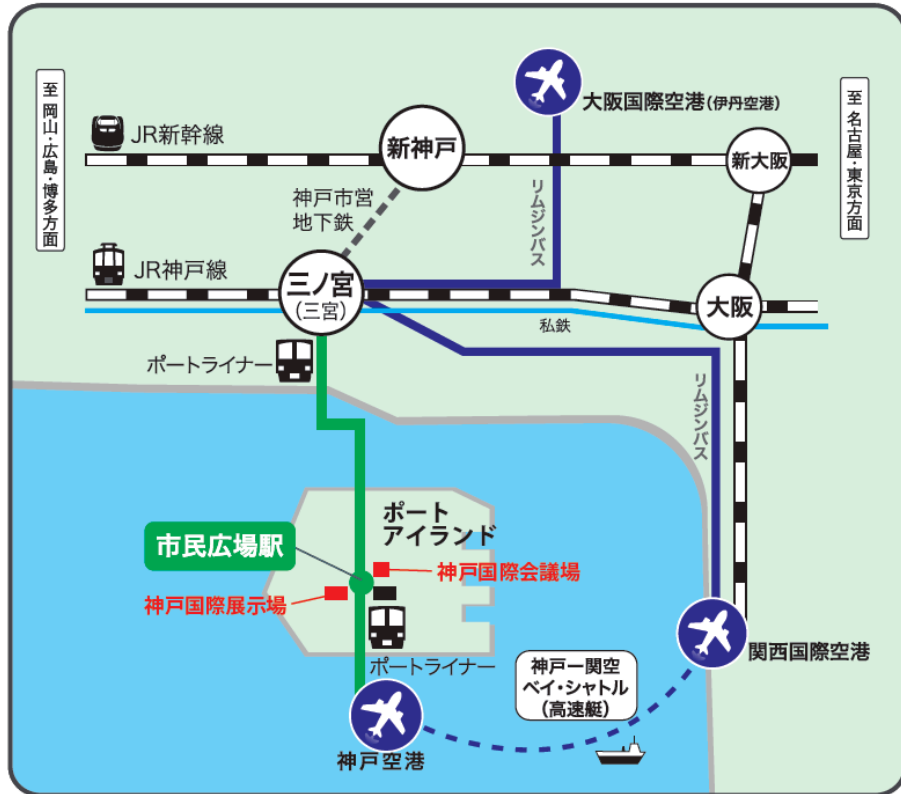 至 岡山・広島・博多方面
JR新幹線
新神戸
大阪国際空港(伊丹空港)
新大阪
至 名古屋・東京方面
神戸市営
地下鉄
リムジンバス
JR神戸線
三ノ宮
(三宮)
大阪
私鉄
ポートライナー
リムジンバス
ポート
アイランド
市民広場駅
神戸国際会議場
神戸国際展示場
ポートライナー
神戸ー関空
ベイ・シャトル
(高速艇)
関西国際空港
神戸空港